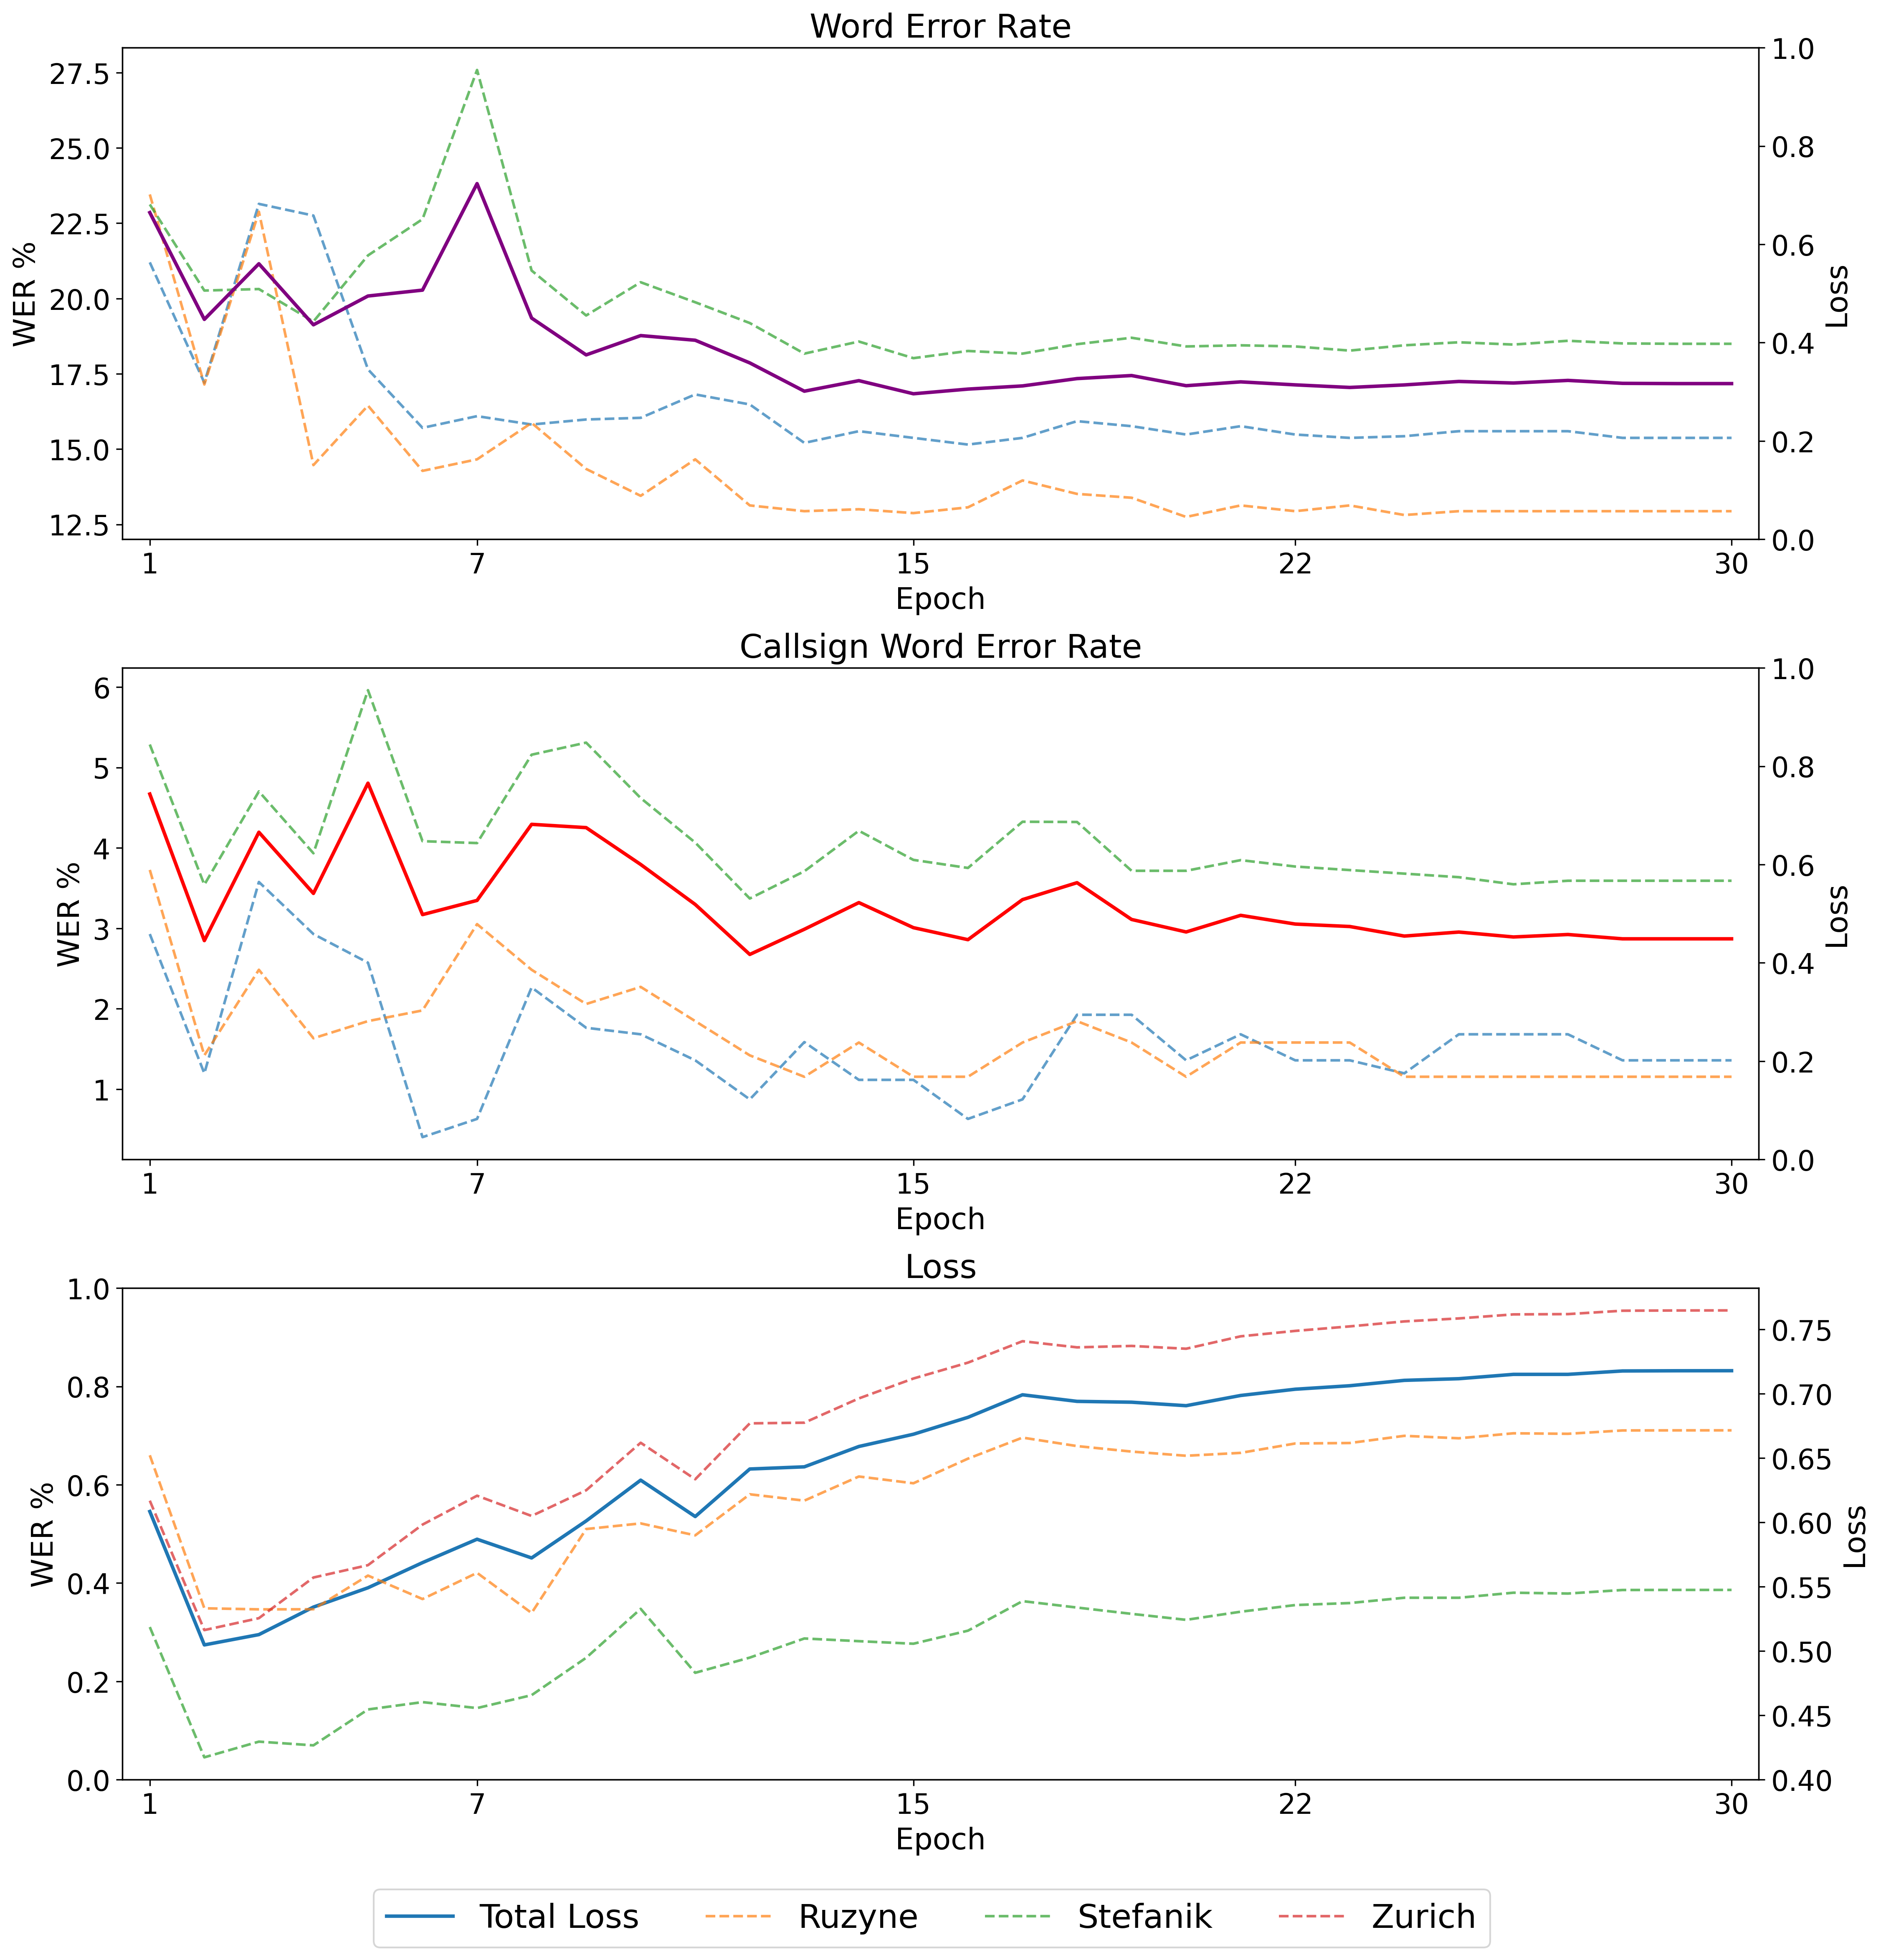 Word Error Rate
27.5
25.0
22.5
20.0
17.5
15.0
12.5
WER %
1.0
0.8
0.6
0.4
0.2
0.0
Loss
1 7 15 22 30
Epoch
Callsign Word Error Rate
6
5
4
3
2
1
WER %
1.0
0.8
0.6
0.4
0.2
0.0
Loss
1 7 15 22 30
Epoch
Loss
1.0
0.8
0.6
0.4
0.2
0.0
WER %
0.75
0.70
0.65
0.60
0.55
0.50
0.45
0.40
Loss
1 7 15 22 30
Epoch
Total Loss Ruzyne Stefanik Zurich